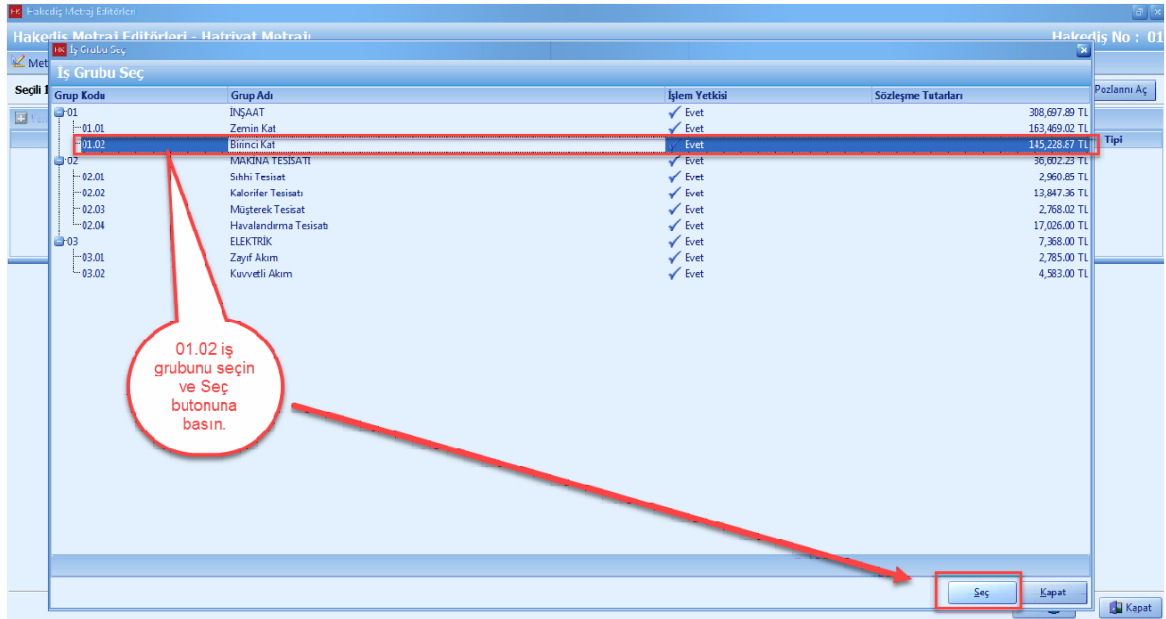 HK Hakediş Metraj Editörleri
Hakediş Metraj Editörleri - Hafriyat Metrajı Hakediş No : 01
HK İş Grubu Seç
Met
İş Grubu Seç
Seçili İ Pozlarını Aç
Grup Kodu Grup Adı İşlem Yetkisi Sözleşme Tutarları
01 İNŞAAT Evet 308,697.89 TL
01.01 Zemin Kat Evet 163,469.02 TL
01.02 Birinci Kat Evet 145,228.87 TL Tipi
02 MAKİNA TESİSATI Evet 36,602.23 TL
02.01 Sıhhi Tesisat Evet 2,960.85 TL
02.02 Kalorifer Tesisatı Evet 13,847.36 TL
02.03 Müşterek Tesisat Evet 2,768.02 TL
02.04 Havalandırma Tesisatı Evet 17,026.00 TL
03 ELEKTRİK Evet 7,368.00 TL
03.01 Zayıf Akım Evet 2,785.00 TL
03.02 Kuvvetli Akım Evet 4,583.00 TL
01.02 iş
grubunu seçin
ve Seç
butonuna
basın.
Seç Kapat
Kapat